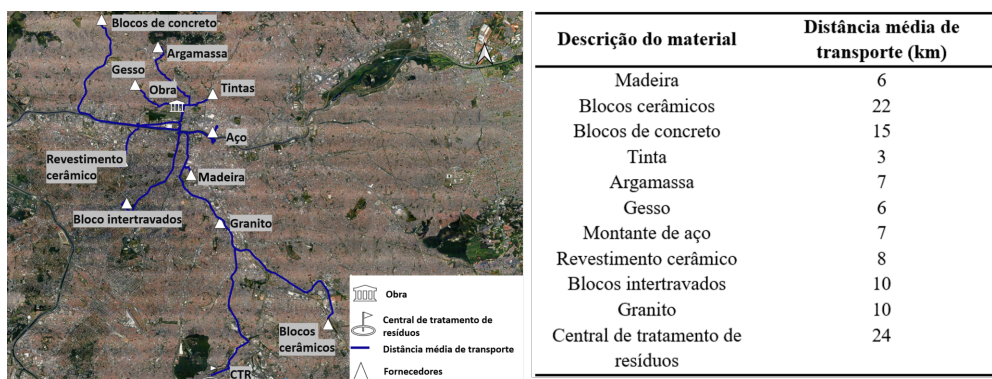 Blocos de concreto
Argamassa
Gesso
Obra
Tintas
Aço
Revestimento
cerâmico
Madeira
Bloco intertravados
Granito
Blocos
cerâmicos
CTR
Obra
Central de tratamento de
resíduos
Distância média de transporte
Fornecedores
Descrição do material
Distância média de
transporte (km)
Madeira 6
Blocos cerâmicos 22
Blocos de concreto 15
Tinta 3
Argamassa 7
Gesso 6
Montante de aço 7
Revestimento cerâmico 8
Blocos intertravados 10
Granito 10
Central de tratamento de 24
resíduos